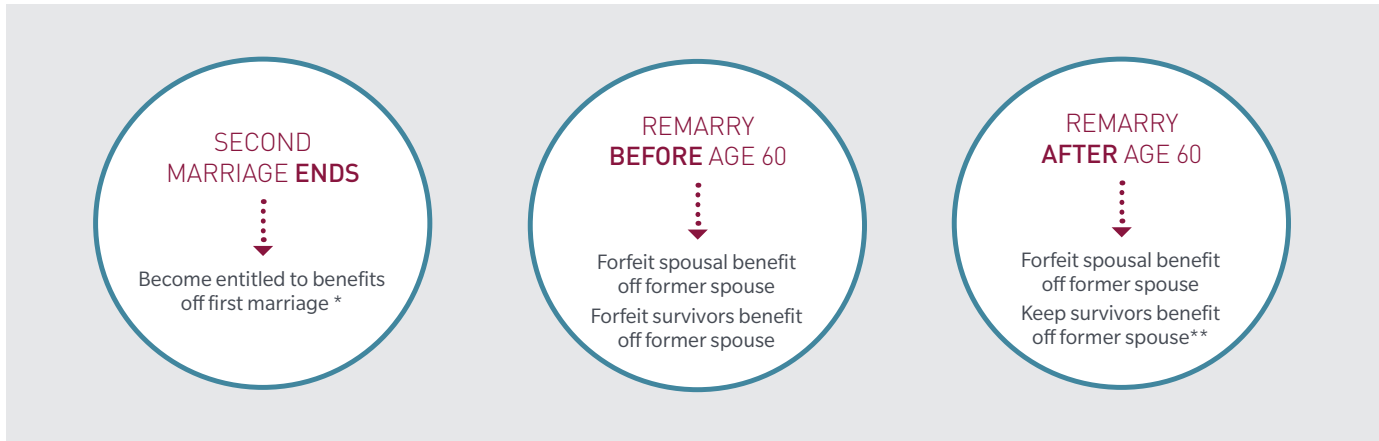 SECOND
MARRIAGE ENDS
Become entitled to benefits
off first marriage *
REMARRY
BEFORE AGE 60
Forfeit spousal benefit
off former spouse
Forfeit survivors benefit
off former spouse
REMARRY
AFTER AGE 60
Forfeit spousal benefit
off former spouse
Keep survivors benefit
off former spouse**